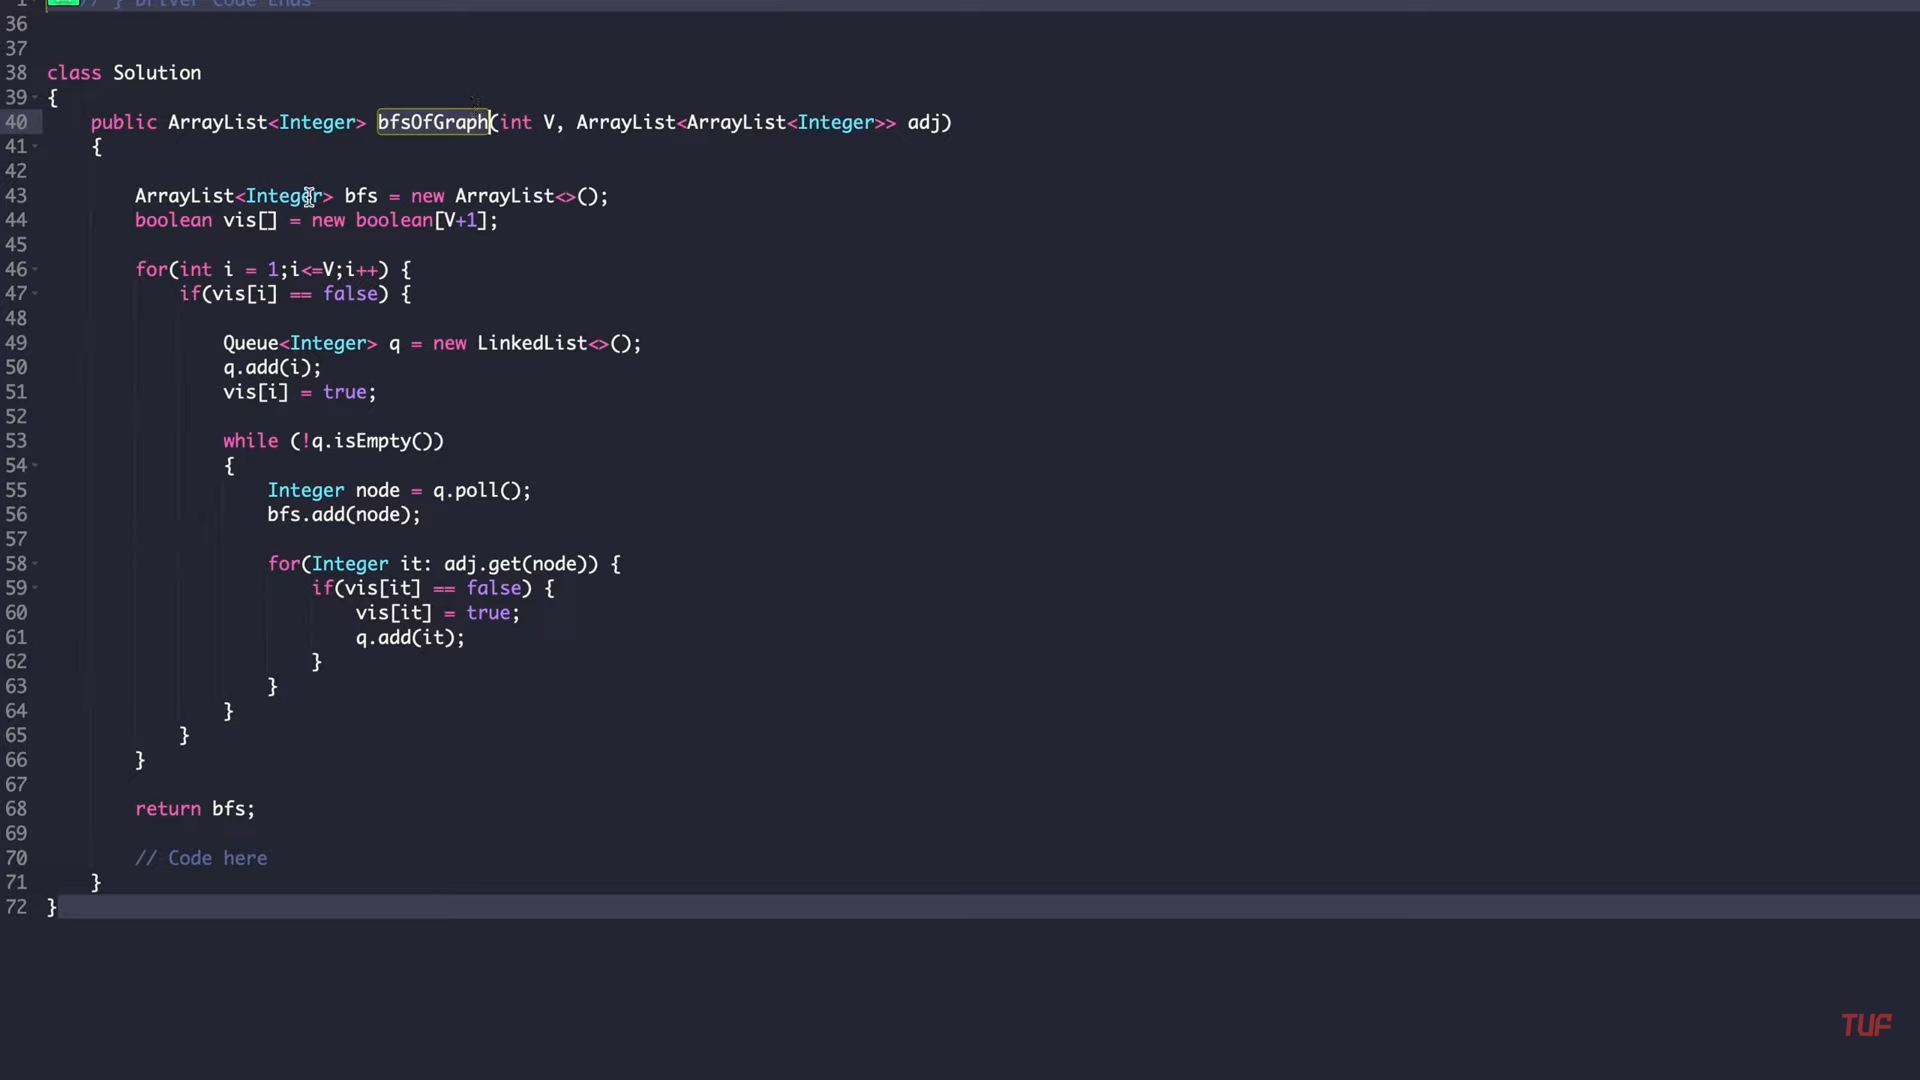 // } Driver Code Ends
36
37
38 class Solution
39 {
40 public ArrayList<Integer> bfsOfGraph(int V, ArrayList<ArrayList<Integer>> adj)
41 {
42
43 ArrayList<Integer> bfs = new ArrayList<>();
44 boolean vis[] = new boolean[V+1];
45
46 for(int i = 1;i<=V;i++) {
47 if(vis[i] == false) {
48
49 Queue<Integer> q = new LinkedList<>();
50 q.add(i);
51 vis[i] = true;
52
53 while (!q.isEmpty())
54 {
55 Integer node = q.poll();
56 bfs.add(node);
57
58 for(Integer it: adj.get(node)) {
59 if(vis[it] == false) {
60 vis[it] = true;
61 q.add(it);
62 }
63 }
64 }
65 }
66 }
67
68 return bfs;
69
70 // Code here
71 }
72 }
TUF